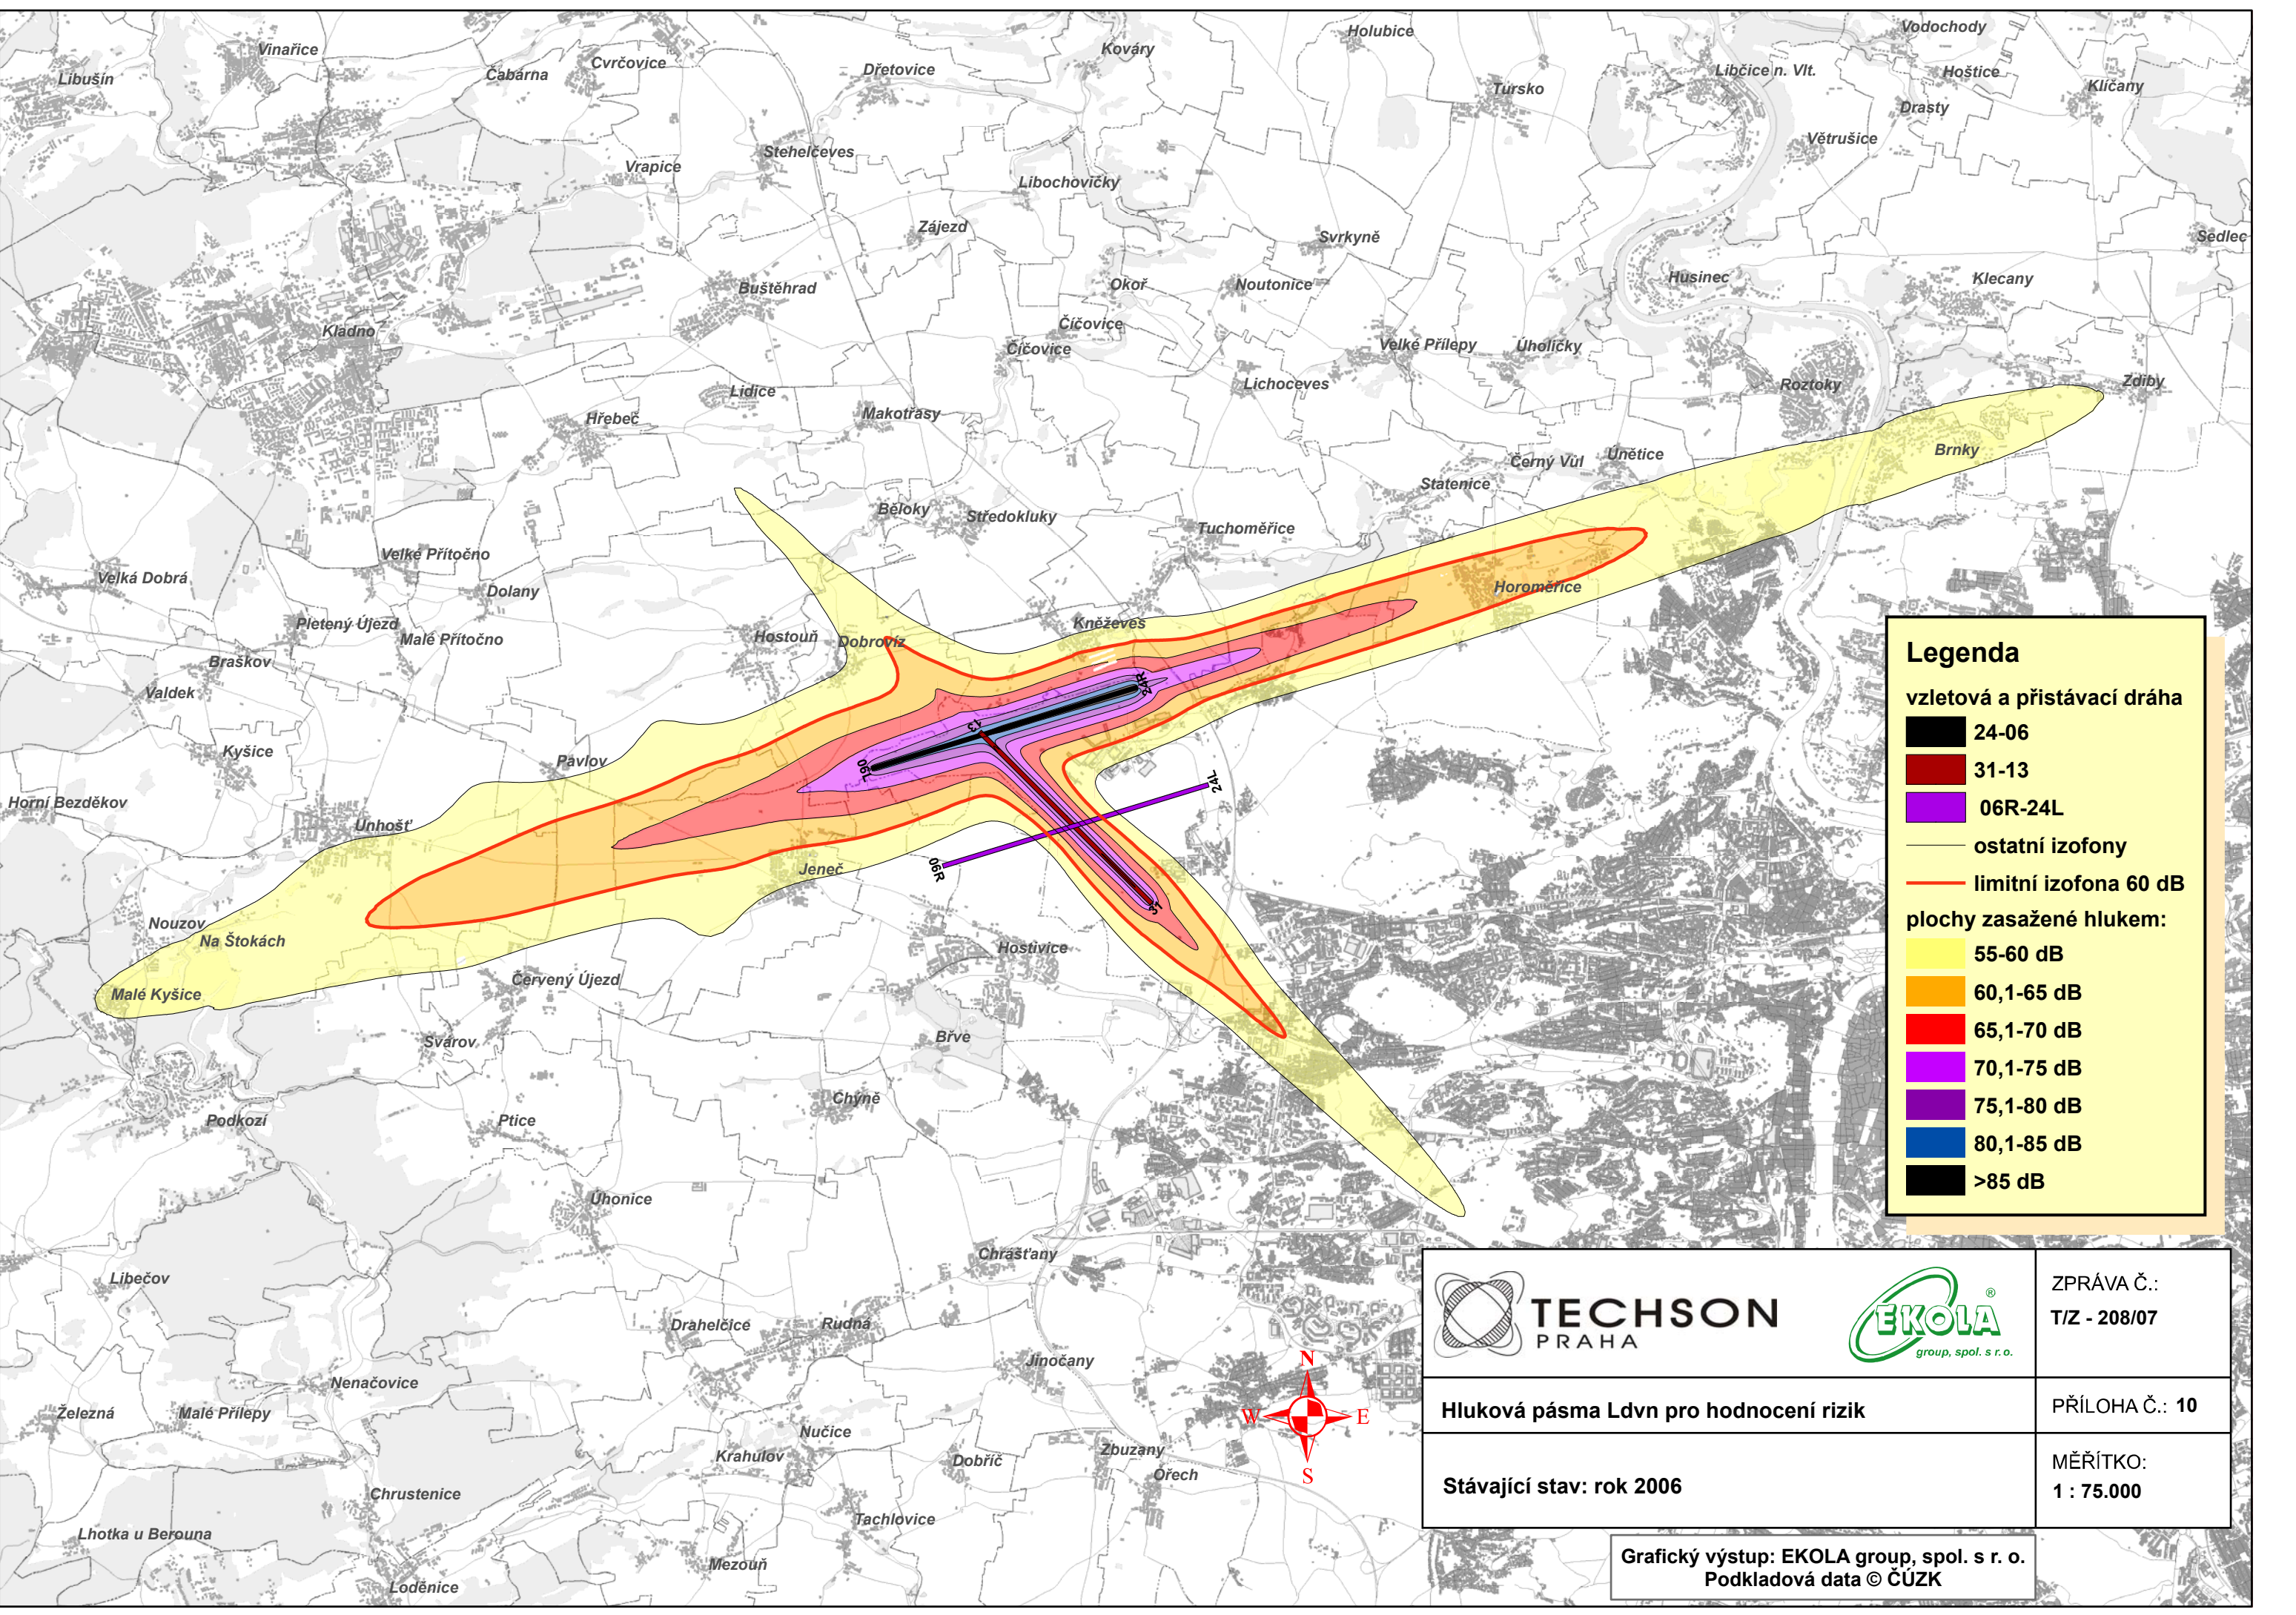 Vinařice
Libušín
Čabárna
Cvrčovice
Dřetovice
Kováry
Holubice
Tursko
Libčice n. Vlt.
Vodochody
Hoštice
Drasty
Klíčany
Větrušice
Vrapice
Stehelčeves
Libochovičky
Zájezd
Svrkyně
Sedlec
Husinec
Klecany
Buštěhrad
Okoř
Noutonice
Kladno
Číčovice
Číčovice
Velké Přílepy
Úholičky
Lichoceves
Roztoky
Zdiby
Lidice
Makotřasy
Hřebeč
Brnky
Černý Vůl
Únětice
Statenice
Běloky
Středokluky
Tuchoměřice
Velké Přítočno
Velká Dobrá
Dolany
Horoměřice
Pletený Újezd
Malé Přítočno
Hostouň
Dobrovíz
Kněževes
Braškov
Valdek
24R
13
Kyšice
Pavlov
06L
24L
Horní Bezděkov
Unhošť
Jeneč
06R
31
Nouzov
Na Štokách
Hostivice
Malé Kyšice
Červený Újezd
Svárov
Břve
Chýně
Podkozí
Ptice
Úhonice
Chrášťany
Libečov
Drahelčice
Rudná
Jinočany
Nenačovice
Železná
Malé Přílepy
Nučice
Krahulov
Dobříč
Zbuzany
Ořech
Chrustenice
Tachlovice
Lhotka u Berouna
Mezouň
Loděnice
Legenda
vzletová a přistávací dráha
24-06
31-13
06R-24L
ostatní izofony
limitní izofona 60 dB
plochy zasažené hlukem:
55-60 dB
60,1-65 dB
65,1-70 dB
70,1-75 dB
75,1-80 dB
80,1-85 dB
>85 dB
N
W E
S
TECHSON
PRAHA
EKOLA ®
group, spol. s r. o.
ZPRÁVA Č.:
T/Z - 208/07
Hluková pásma Ldvn pro hodnocení rizik
PŘÍLOHA Č.: 10
Stávající stav: rok 2006
MĚŘÍTKO:
1 : 75.000
Grafický výstup: EKOLA group, spol. s r. o.
Podkladová data © ČÚZK